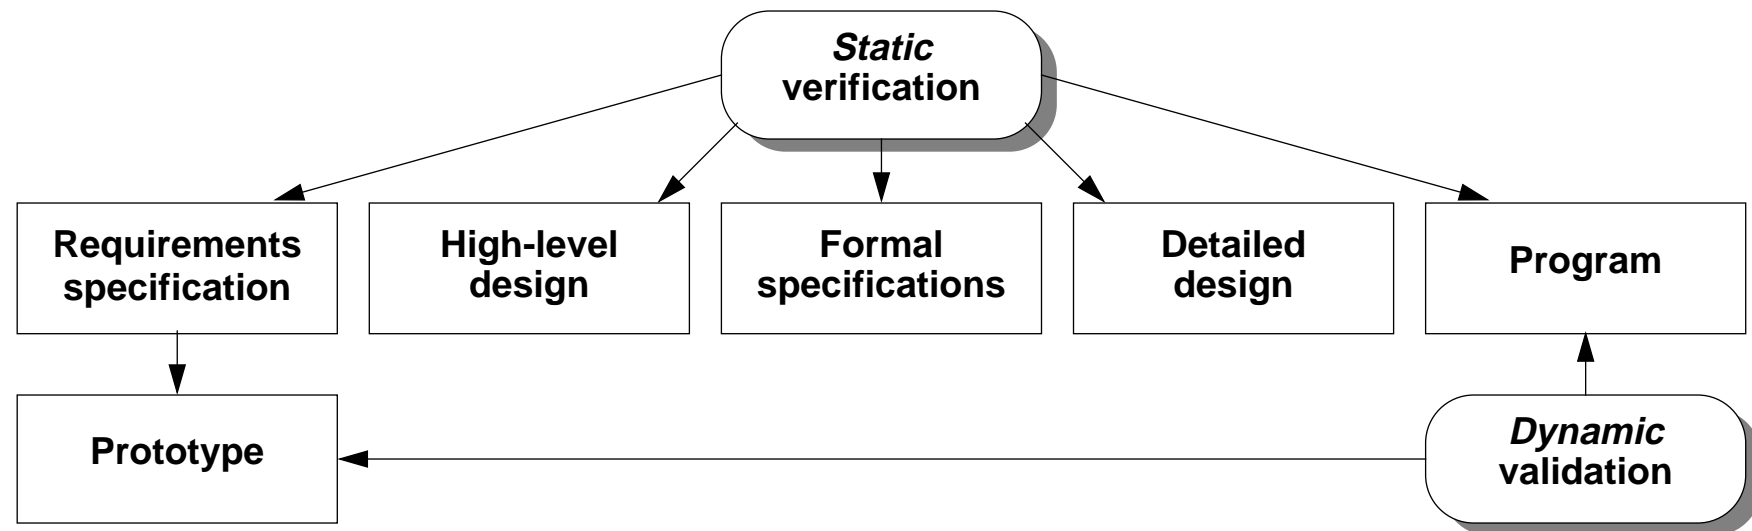 Static
verification
Requirements
specification
High-level
design
Formal
specifications
Detailed
design
Program
Prototype
Dynamic
validation